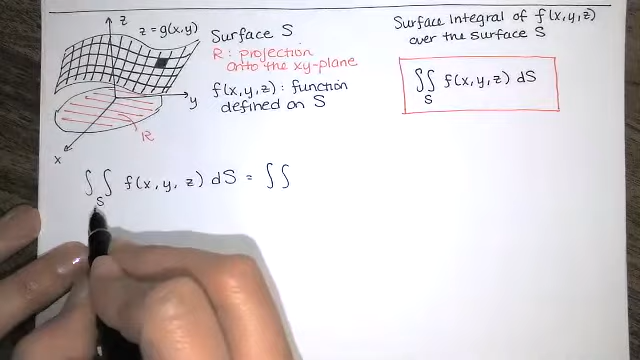 z
z = g(x,y)
y
x
R
Surface S
R : projection
onto the xy-plane
f(x,y,z) : function
defined on S
Surface Integral of f(x,y,z)
over the surface S
∬ f(x,y,z) dS
S
∬ f(x, y, z) dS = ∬
S